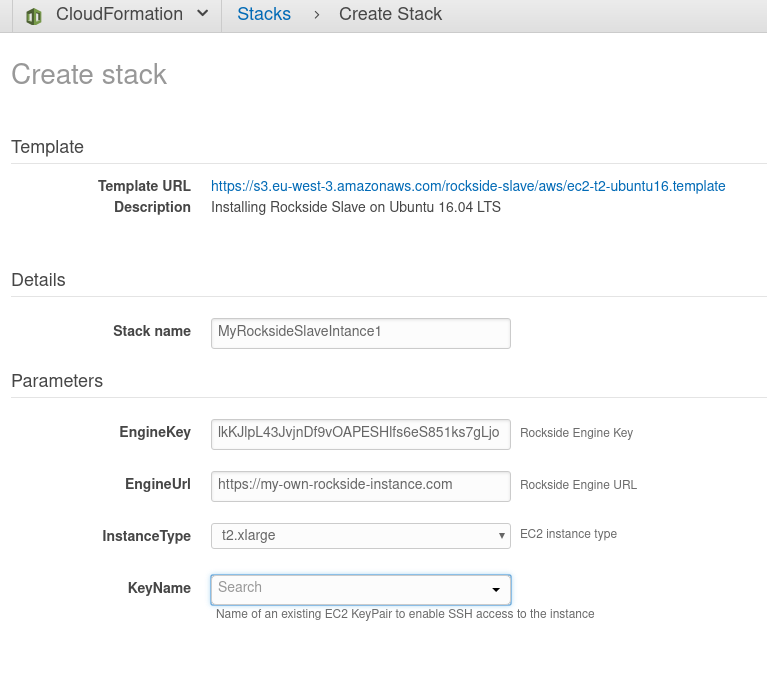 CloudFormation Stacks > Create Stack
Create stack
Template
Template URL https://s3.eu-west-3.amazonaws.com/rockside-slave/aws/ec2-t2-ubuntu16.template
Description Installing Rockside Slave on Ubuntu 16.04 LTS
Details
Stack name MyRocksideSlaveIntance1
Parameters
EngineKey lkKJlpL43JvjnDf9vOAPESHlfs6eS851ks7gLjo Rockside Engine Key
EngineUrl https://my-own-rockside-instance.com Rockside Engine URL
InstanceType t2.xlarge EC2 instance type
KeyName Search
Name of an existing EC2 KeyPair to enable SSH access to the instance